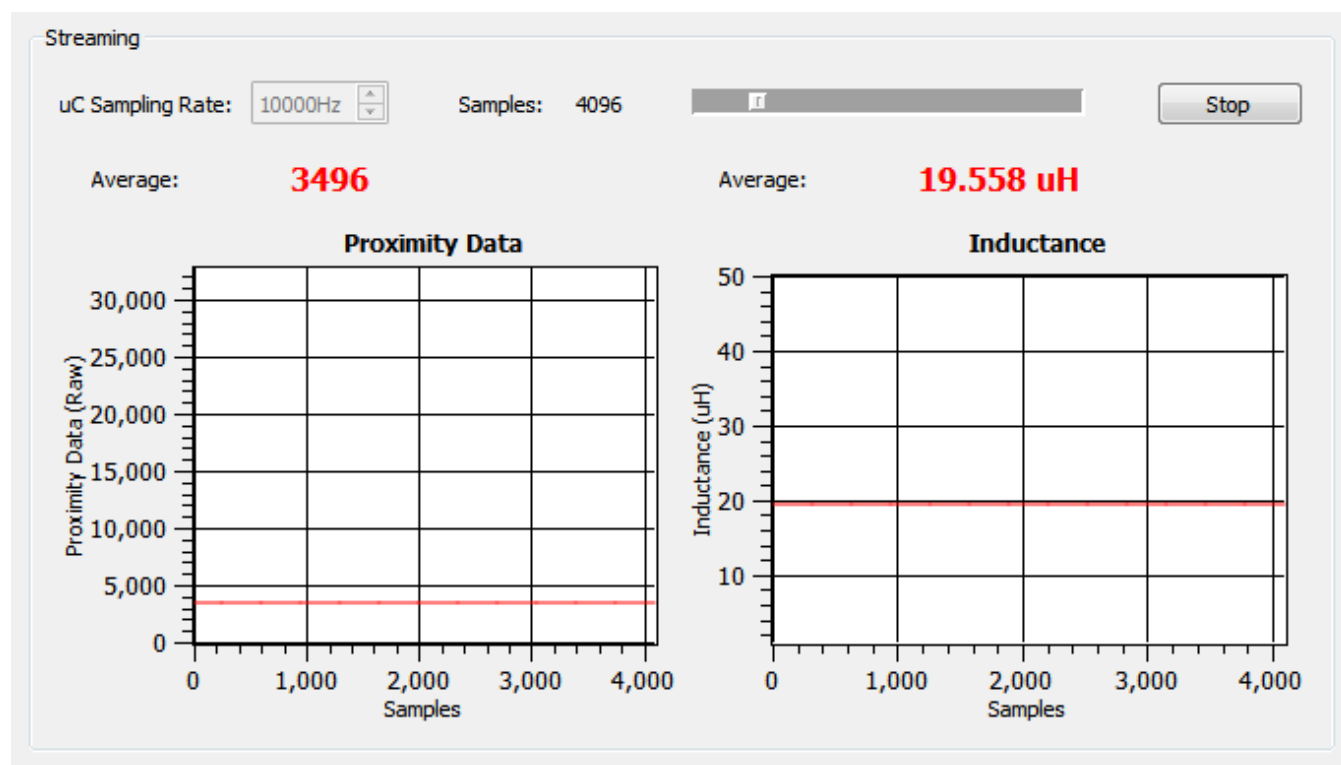 Streaming
uC Sampling Rate: 10000Hz Samples: 4096 Stop
Average: 3496 Average: 19.558 uH
Proximity Data
30,000
25,000
20,000
15,000
10,000
5,000
0
Proximity Data (Raw)
0 1,000 2,000 3,000 4,000
Samples
Inductance
50
40
30
20
10
Inductance (uH)
0 1,000 2,000 3,000 4,000
Samples